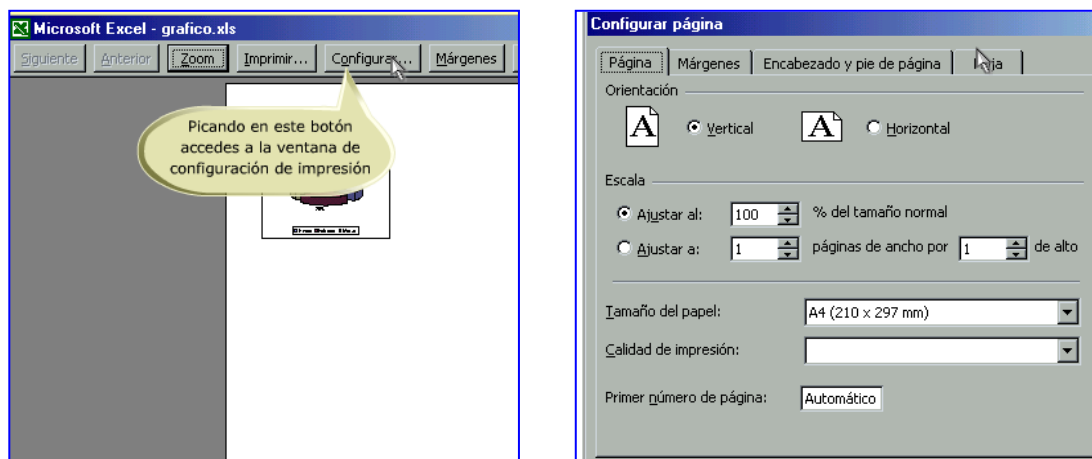 Microsoft Excel - grafico.xls
Siguiente Anterior Zoom Imprimir... Configurar... Márgenes
Picando en este botón
accedes a la ventana de
configuración de impresión
Configurar página
Página Márgenes Encabezado y pie de página
Orientación
A Vertical A Horizontal
Escala
Ajustar al: 100 % del tamaño normal
Ajustar a: 1 páginas de ancho por 1 de alto
Tamaño del papel: A4 (210 x 297 mm)
Calidad de impresión:
Primer número de página: Automático